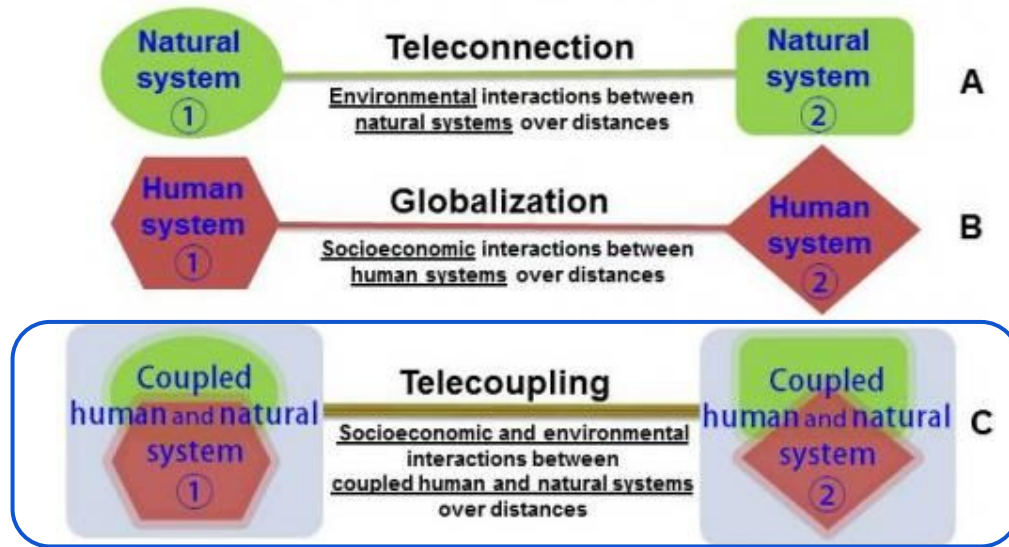 Natural
system
①
Teleconnection
Environmental interactions between
natural systems over distances
Natural
system
②
A
Human
system
①
Globalization
Socioeconomic interactions between
human systems over distances
Human
system
②
B
Coupled
human and natural
system
①
Telecoupling
Socioeconomic and environmental
interactions between
coupled human and natural systems
over distances
Coupled
human and natural
system
②
C